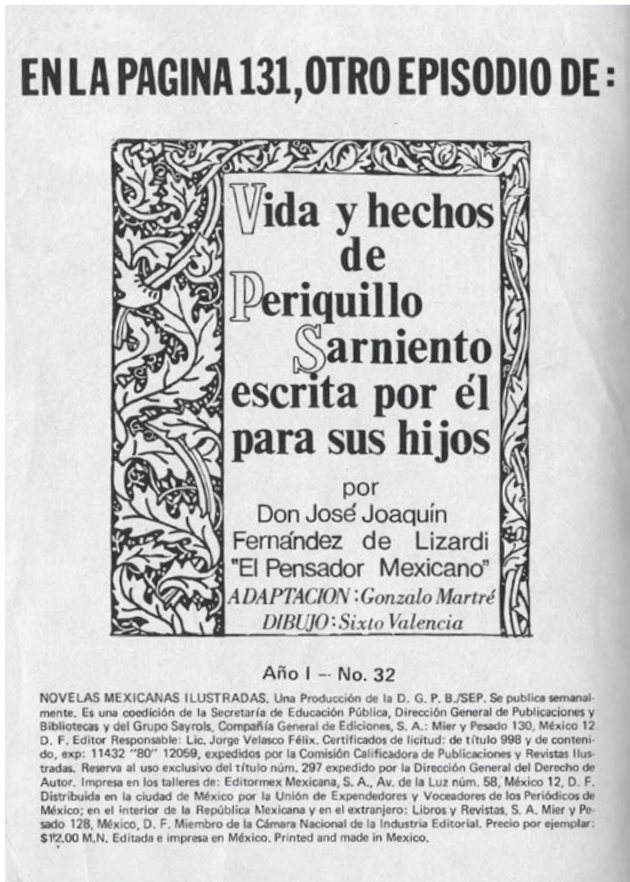 EN LA PAGINA 131, OTRO EPISODIO DE:
Vida y hechos
de
Periquillo
Sarniento
escrita por él
para sus hijos
por
Don José Joaquín
Fernández de Lizardi
"El Pensador Mexicano"
ADAPTACION: Gonzalo Martré
DIBUJO: Sixto Valencia
Año I - No. 32
NOVELAS MEXICANAS ILUSTRADAS. Una Producción de la D. G. P. B./SEP. Se publica semanal-
mente. Es una coedición de la Secretaría de Educación Pública, Dirección General de Publicaciones y
Bibliotecas y del Grupo Sayrols, Compañía General de Ediciones, S. A.: Mier y Pesado 130, México 12
D. F. Editor Responsable: Lic. Jorge Velasco Félix. Certificados de licitud: de título 998 y de conteni-
do, exp: 11432 "80" 12059, expedidos por la Comisión Calificadora de Publicaciones y Revistas Ilus-
tradas. Reserva al uso exclusivo del título núm. 297 expedido por la Dirección General del Derecho de
Autor. Impresa en los talleres de: Editormex Mexicana, S. A., Av. de la Luz núm. 58, México 12, D. F.
Distribuida en la ciudad de México por la Unión de Expendedores y Voceadores de los Periódicos de
México; en el interior de la República Mexicana y en el extranjero: Libros y Revistas, S. A. Mier y Pe-
sado 128, México, D. F. Miembro de la Cámara Nacional de la Industria Editorial. Precio por ejemplar:
$12.00 M.N. Editada e impresa en México. Printed and made in Mexico.